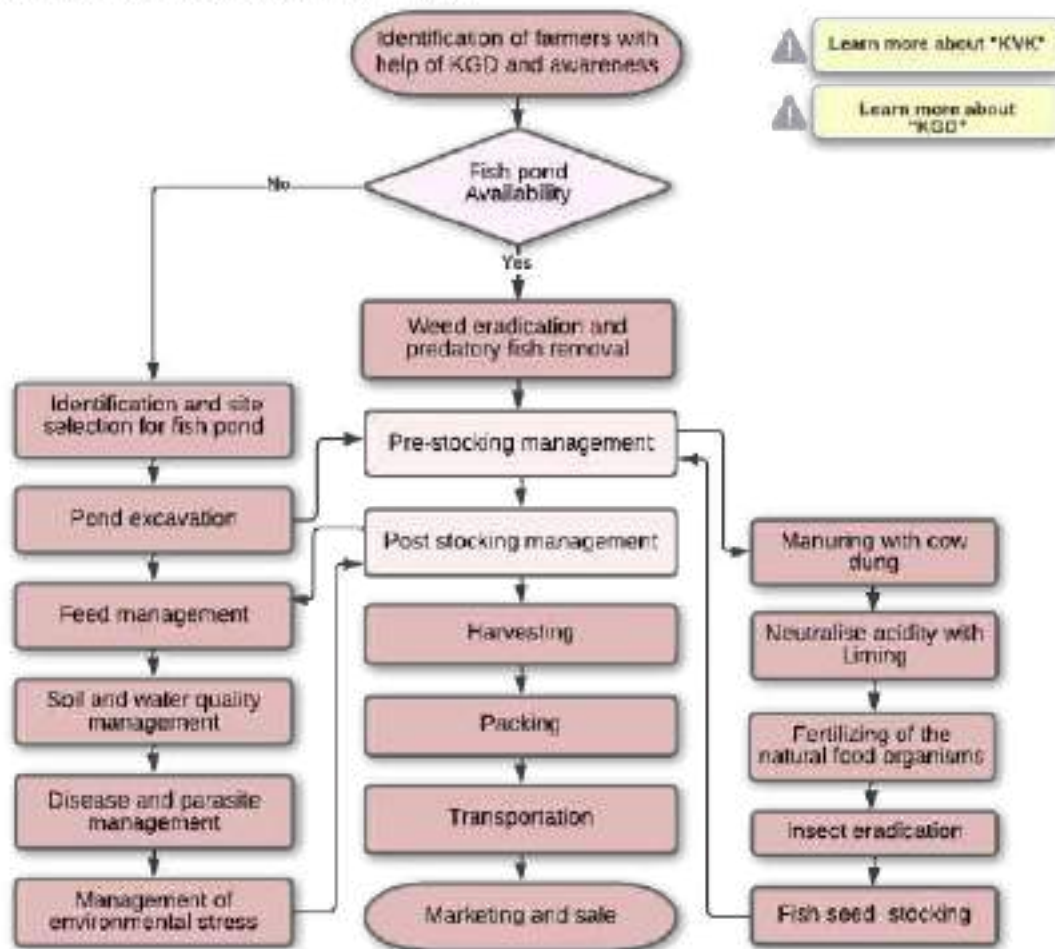 Identification of farmers with
help of KGD and awareness
Learn more about "KVK"
Learn more about
"KGD"
Fish pond
Availability
No
Yes
Weed eradication and
predatory fish removal
Identification and site
selection for fish pond
Pre-stocking management
Pond excavation
Post stocking management
Manuring with cow
dung
Feed management
Harvesting
Neutralise acidity with
Liming
Soil and water quality
management
Packing
Fertilizing of the
natural food organisms
Disease and parasite
management
Transportation
Insect eradication
Management of
environmental stress
Marketing and sale
Fish seed stocking